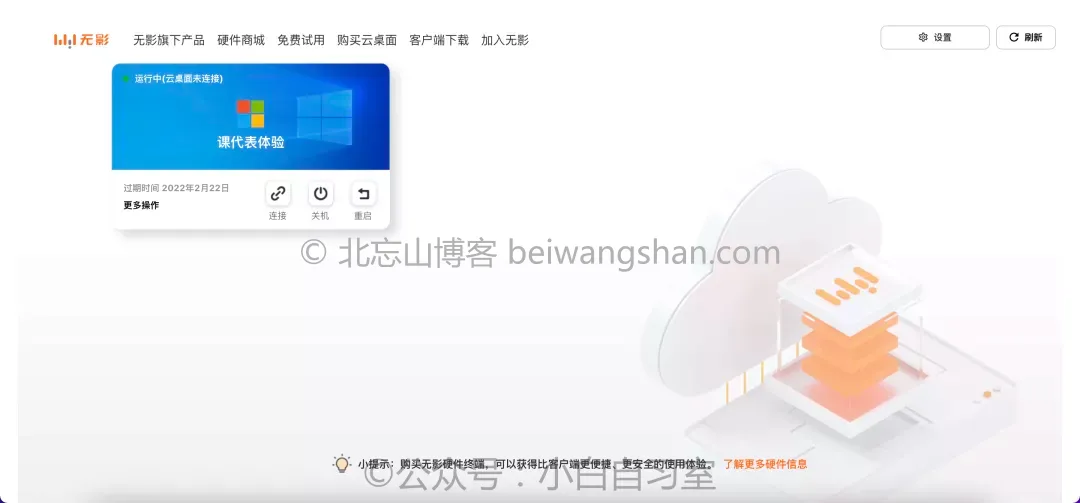 无影 无影旗下产品 硬件商城 免费试用 购买云桌面 客户端下载 加入无影 设置 刷新
运行中(云桌面未连接)
课代表体验
过期时间 2022年2月22日
更多操作
连接 关机 重启
© 北忘山博客 beiwangshan.com
小提示：购买无影硬件终端，可以获得比客户端更便捷、更安全的使用体验。 了解更多硬件信息
©公众号：小白自习室